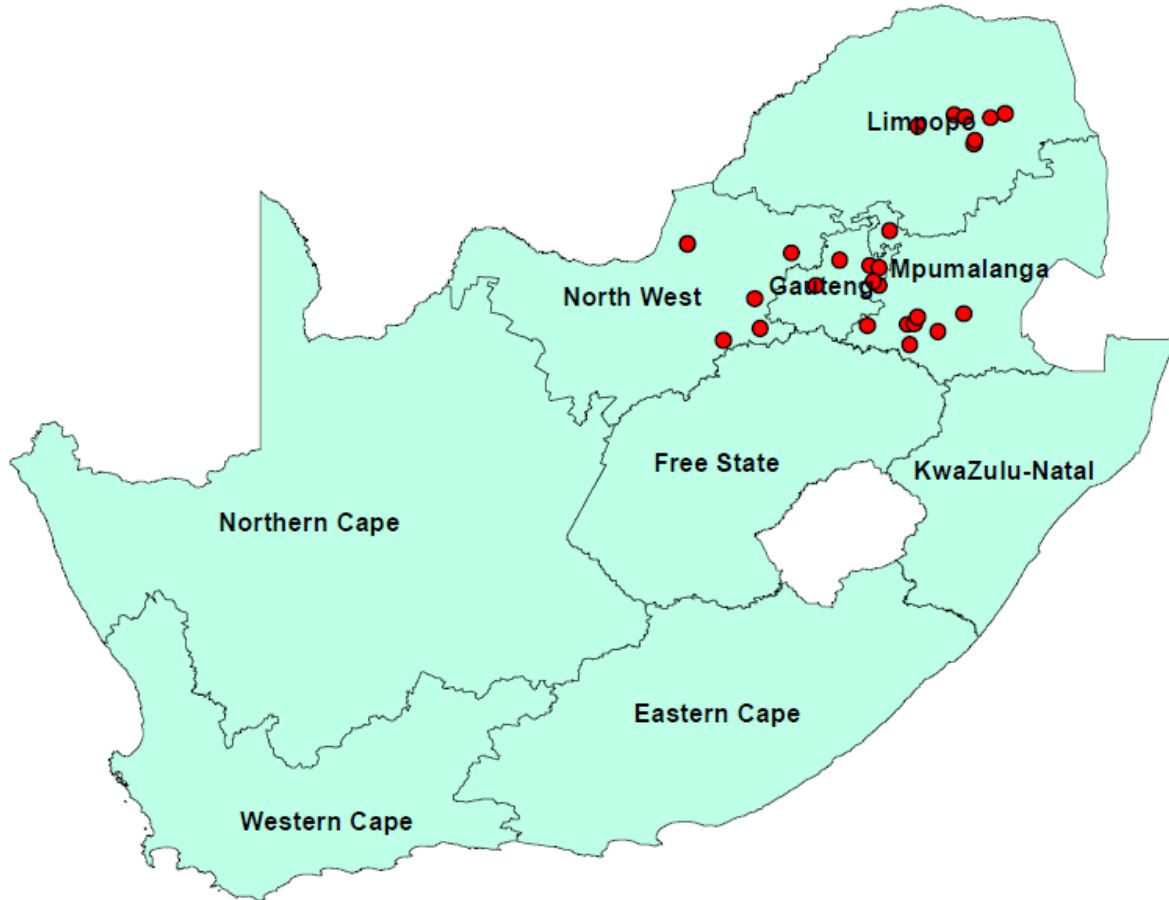 Limpopo
Mpumalanga
Gauteng
North West
Free State
KwaZulu-Natal
Northern Cape
Eastern Cape
Western Cape